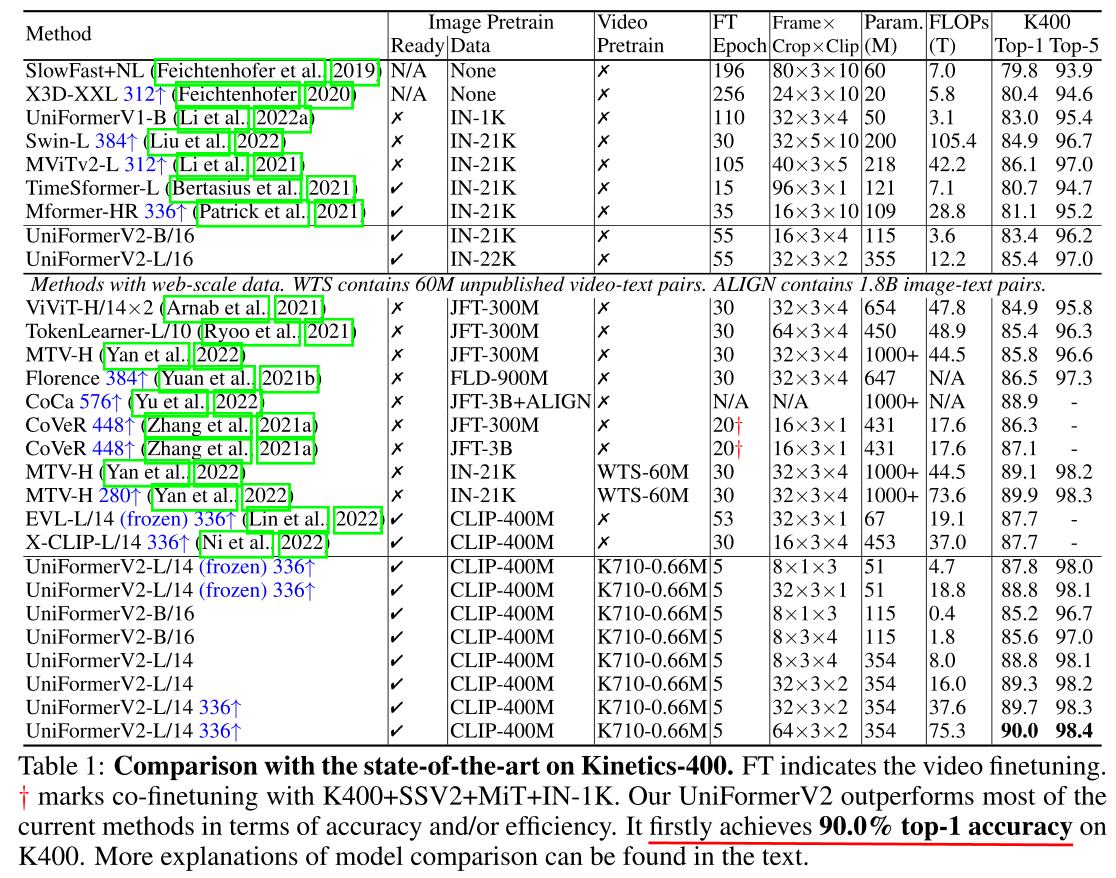 Method Image Pretrain Video FT Frame× Param. FLOPs K400
Ready Data Pretrain Epoch Crop×Clip (M) (T) Top-1 Top-5
SlowFast+NL (Feichtenhofer et al., 2019) N/A None ✗ 196 80×3×10 60 7.0 79.8 93.9
X3D-XXL 312↑ (Feichtenhofer, 2020) N/A None ✗ 256 24×3×10 20 5.8 80.4 94.6
UniFormerV1-B (Li et al., 2022a) ✗ IN-1K ✗ 110 32×3×4 50 3.1 83.0 95.4
Swin-L 384↑ (Liu et al., 2022) ✗ IN-21K ✗ 30 32×5×10 200 105.4 84.9 96.7
MViTv2-L 312↑ (Li et al., 2021) ✗ IN-21K ✗ 105 40×3×5 218 42.2 86.1 97.0
TimeSformer-L (Bertasius et al., 2021) ✓ IN-21K ✗ 15 96×3×1 121 7.1 80.7 94.7
Mformer-HR 336↑ (Patrick et al., 2021) ✓ IN-21K ✗ 35 16×3×10 109 28.8 81.1 95.2
UniFormerV2-B/16 ✓ IN-21K ✗ 55 16×3×4 115 3.6 83.4 96.2
UniFormerV2-L/16 ✓ IN-22K ✗ 55 32×3×2 355 12.2 85.4 97.0
Methods with web-scale data. WTS contains 60M unpublished video-text pairs. ALIGN contains 1.8B image-text pairs.
ViViT-H/14×2 (Arnab et al., 2021) ✗ JFT-300M ✗ 30 32×3×4 654 47.8 84.9 95.8
TokenLearner-L/10 (Ryoo et al., 2021) ✗ JFT-300M ✗ 30 64×3×4 450 48.9 85.4 96.3
MTV-H (Yan et al., 2022) ✗ JFT-300M ✗ 30 32×3×4 1000+ 44.5 85.8 96.6
Florence 384↑ (Yuan et al., 2021b) ✗ FLD-900M ✗ 30 32×3×4 647 N/A 86.5 97.3
CoCa 576↑ (Yu et al., 2022) ✗ JFT-3B+ALIGN ✗ N/A N/A 1000+ N/A 88.9 -
CoVeR 448↑ (Zhang et al., 2021a) ✗ JFT-300M ✗ 20† 16×3×1 431 17.6 86.3 -
CoVeR 448↑ (Zhang et al., 2021a) ✗ JFT-3B ✗ 20† 16×3×1 431 17.6 87.1 -
MTV-H (Yan et al., 2022) ✗ IN-21K WTS-60M 30 32×3×4 1000+ 44.5 89.1 98.2
MTV-H 280↑ (Yan et al., 2022) ✗ IN-21K WTS-60M 30 32×3×4 1000+ 73.6 89.9 98.3
EVL-L/14 (frozen) 336↑ (Lin et al., 2022) ✓ CLIP-400M ✗ 53 32×3×1 67 19.1 87.7 -
X-CLIP-L/14 336↑ (Ni et al., 2022) ✓ CLIP-400M ✗ 30 16×3×4 453 37.0 87.7 -
UniFormerV2-L/14 (frozen) 336↑ ✓ CLIP-400M K710-0.66M 5 8×1×3 51 4.7 87.8 98.0
UniFormerV2-L/14 (frozen) 336↑ ✓ CLIP-400M K710-0.66M 5 32×3×1 51 18.8 88.8 98.1
UniFormerV2-B/16 ✓ CLIP-400M K710-0.66M 5 8×1×3 115 0.4 85.2 96.7
UniFormerV2-B/16 ✓ CLIP-400M K710-0.66M 5 8×3×4 115 1.8 85.6 97.0
UniFormerV2-L/14 ✓ CLIP-400M K710-0.66M 5 8×3×4 354 8.0 88.8 98.1
UniFormerV2-L/14 ✓ CLIP-400M K710-0.66M 5 32×3×2 354 16.0 89.3 98.2
UniFormerV2-L/14 336↑ ✓ CLIP-400M K710-0.66M 5 32×3×2 354 37.6 89.7 98.3
UniFormerV2-L/14 336↑ ✓ CLIP-400M K710-0.66M 5 64×3×2 354 75.3 90.0 98.4
Table 1: Comparison with the state-of-the-art on Kinetics-400. FT indicates the video finetuning.
† marks co-finetuning with K400+SSV2+MiT+IN-1K. Our UniFormerV2 outperforms most of the
current methods in terms of accuracy and/or efficiency. It firstly achieves 90.0% top-1 accuracy on
K400. More explanations of model comparison can be found in the text.